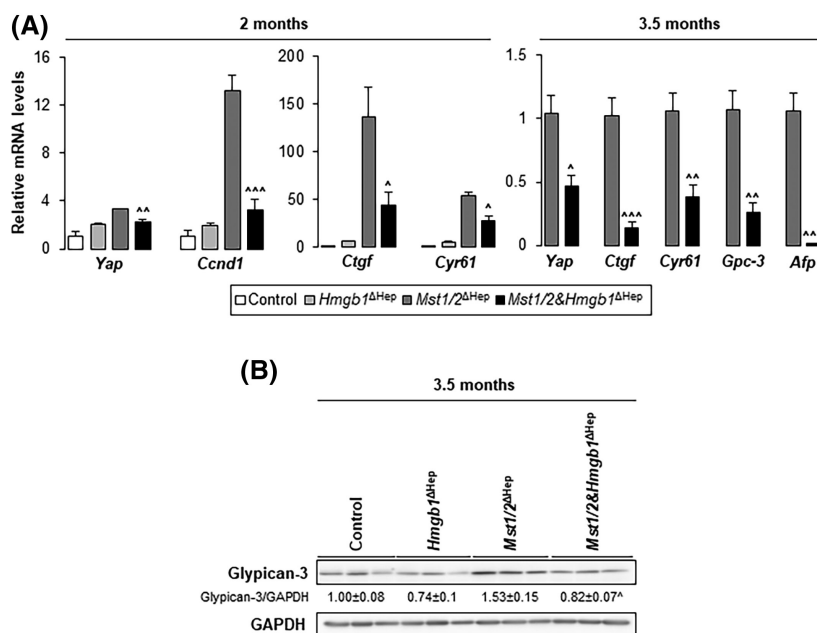 (A)
2 months
3.5 months
Relative mRNA levels
16
12
8
4
0
^^
^^^
Yap
Ccnd1
200
150
100
50
0
^
^
Ctgf
Cyr61
1.5
1
0.5
0
^
^^^
^^
^^
^^
Yap
Ctgf
Cyr61
Gpc-3
Afp
Control Hmgb1ΔHep Mst1/2ΔHep Mst1/2&Hmgb1ΔHep
(B)
3.5 months
Control
Hmgb1ΔHep
Mst1/2ΔHep
Mst1/2&Hmgb1ΔHep
Glypican-3
Glypican-3/GAPDH 1.00±0.08 0.74±0.1 1.53±0.15 0.82±0.07^
GAPDH